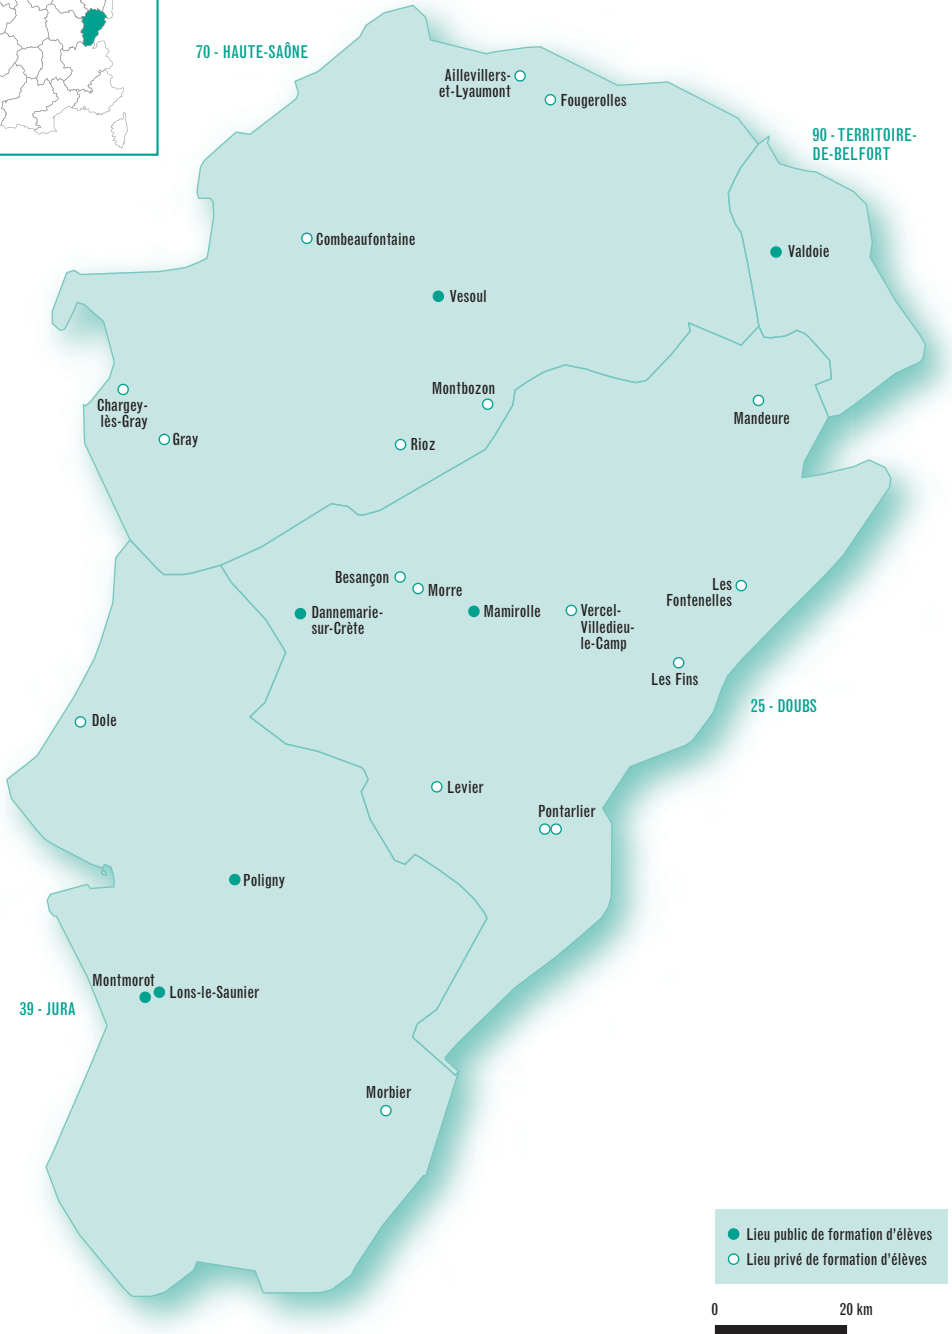 70 - HAUTE-SAÔNE
Aillevillers-
et-Lyaumont
Fougerolles
90 - TERRITOIRE-
DE-BELFORT
Combeaufontaine
Valdoie
Vesoul
Montbozon
Chargey-
lès-Gray
Mandeure
Gray
Rioz
Besançon
Morre
Les
Fontenelles
Dannemarie-
sur-Crète
Mamirolle
Vercel-
Villedieu-
le-Camp
Les Fins
25 - DOUBS
Dole
Levier
Pontarlier
Poligny
Montmorot
Lons-le-Saunier
39 - JURA
Morbier
Lieu public de formation d'élèves
Lieu privé de formation d'élèves
0 20 km